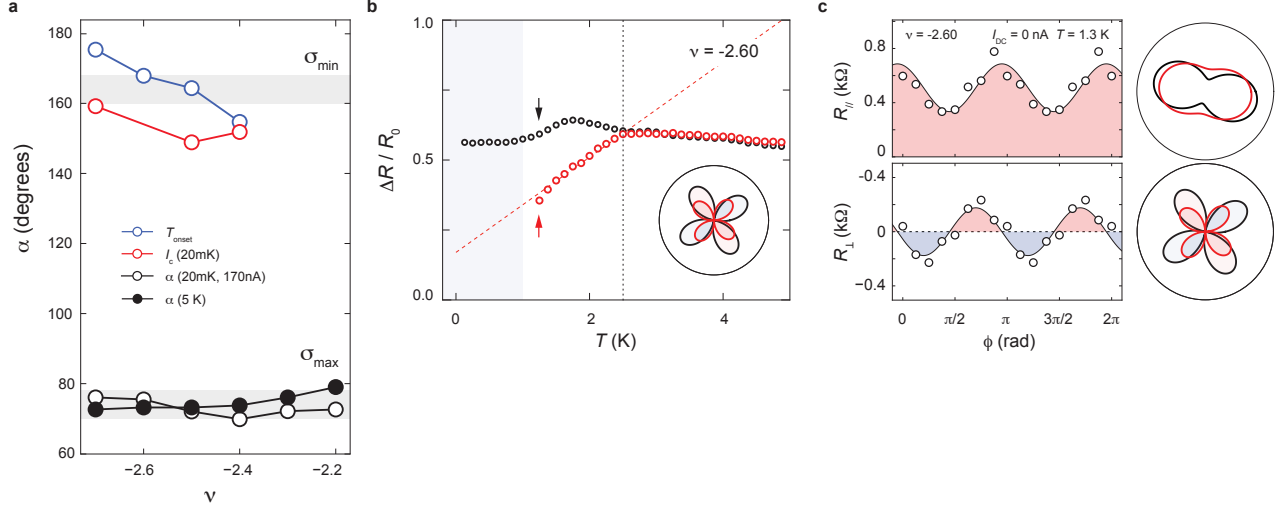 a
180
160
140
120
100
80
60
α (degrees)
σmin
T onset
I c (20mK)
α (20mK, 170nA)
α (5 K)
σmax
−2.6
−2.4
−2.2
ν
b
1.0
0.5
0.0
ΔR / R0
ν = -2.60
0
2
4
T (K)
c
ν = -2.60 I DC = 0 nA T = 1.3 K
0.8
0.4
0
R// (kΩ)
-0.4
0
−0.4
R⊥ (kΩ)
0
π/2
π
3π/2
2π
ϕ (rad)